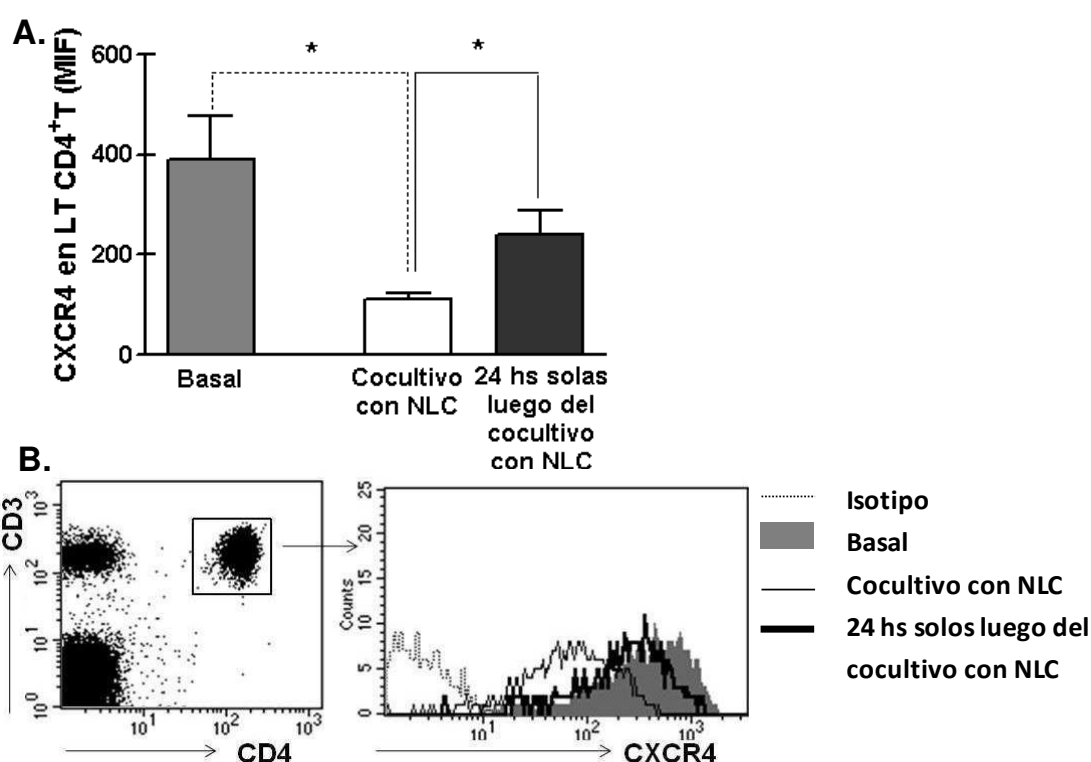 A.
CXCR4 en LT CD4⁺T (MIF)
600
400
200
0
*
*
Basal
Cocultivo
con NLC
24 hs solas
luego del
cocultivo
con NLC
B.
CD3
10³
10²
10¹
10⁰
10¹
10²
10³
CD4
Counts
25
20
15
10
5
0
10¹
10²
10³
CXCR4
Isotipo
Basal
Cocultivo con NLC
24 hs solos luego del
cocultivo con NLC